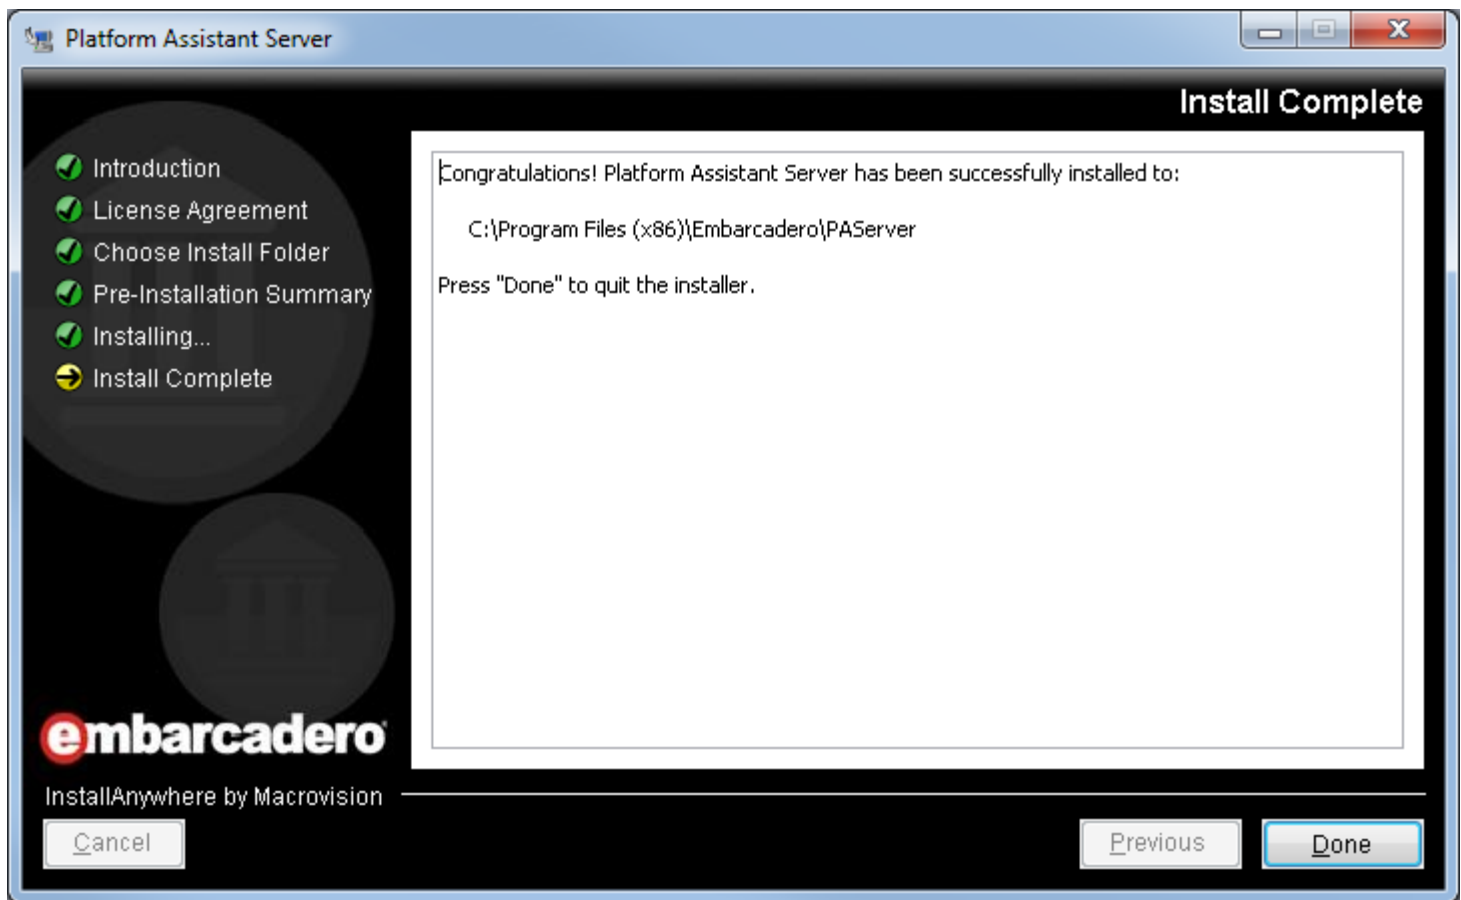 Platform Assistant Server
Install Complete
Introduction
License Agreement
Choose Install Folder
Pre-Installation Summary
Installing...
Install Complete
Congratulations! Platform Assistant Server has been successfully installed to:
C:\Program Files (x86)\Embarcadero\PAServer
Press "Done" to quit the installer.
embarcadero
InstallAnywhere by Macrovision
Cancel
Previous
Done